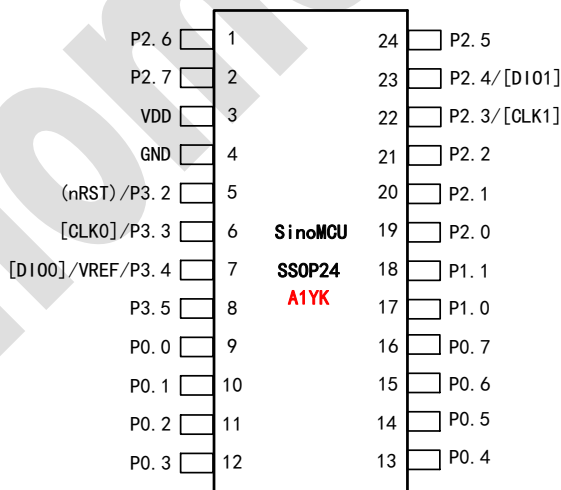 P2.6 1 24 P2.5
P2.7 2 23 P2.4/[DIO1]
VDD 3 22 P2.3/[CLK1]
GND 4 21 P2.2
(nRST)/P3.2 5 20 P2.1
[CLK0]/P3.3 6 SinoMCU 19 P2.0
[DIO0]/VREF/P3.4 7 SSOP24 18 P1.1
P3.5 8 A1YK 17 P1.0
P0.0 9 16 P0.7
P0.1 10 15 P0.6
P0.2 11 14 P0.5
P0.3 12 13 P0.4